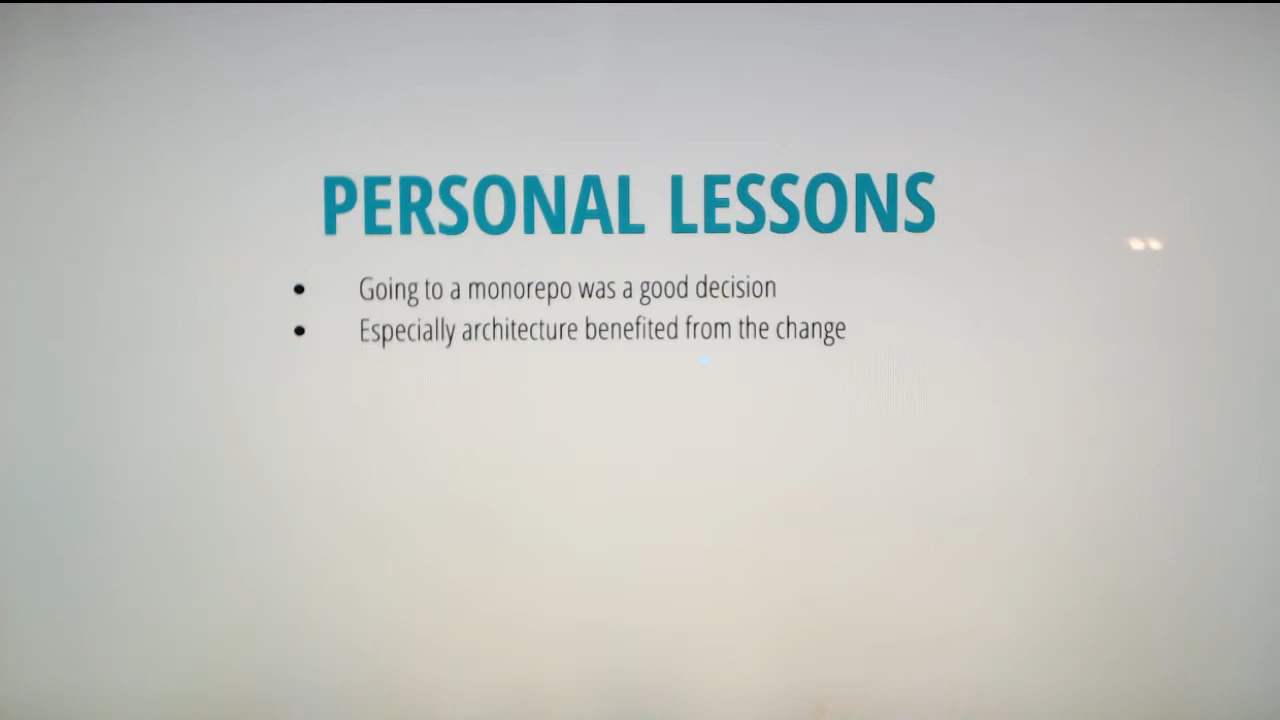 PERSONAL LESSONS
• Going to a monorepo was a good decision
• Especially architecture benefited from the change